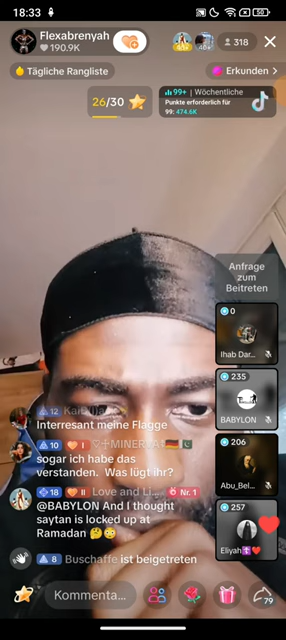 18:33
50
Flexabrenyah
190.9K
318
Tägliche Rangliste
Erkunden >
26/30
99+ | Wöchentliche
Punkte erforderlich für
99: 474.6K
Anfrage
zum
Beitreten
0
Ihab Dar...
235
BABYLON
206
Abu_Bel...
257
Eliyah
12
Interresant meine Flagge
10 I MINERVA
sogar ich habe das
verstanden. Was lügt ihr?
18 II Love and Li... Nr. 1
@BABYLON And I thought
saytan is locked up at
Ramadan 🤔😳
8 Buschaffe ist beigetreten
Kommenta...
79